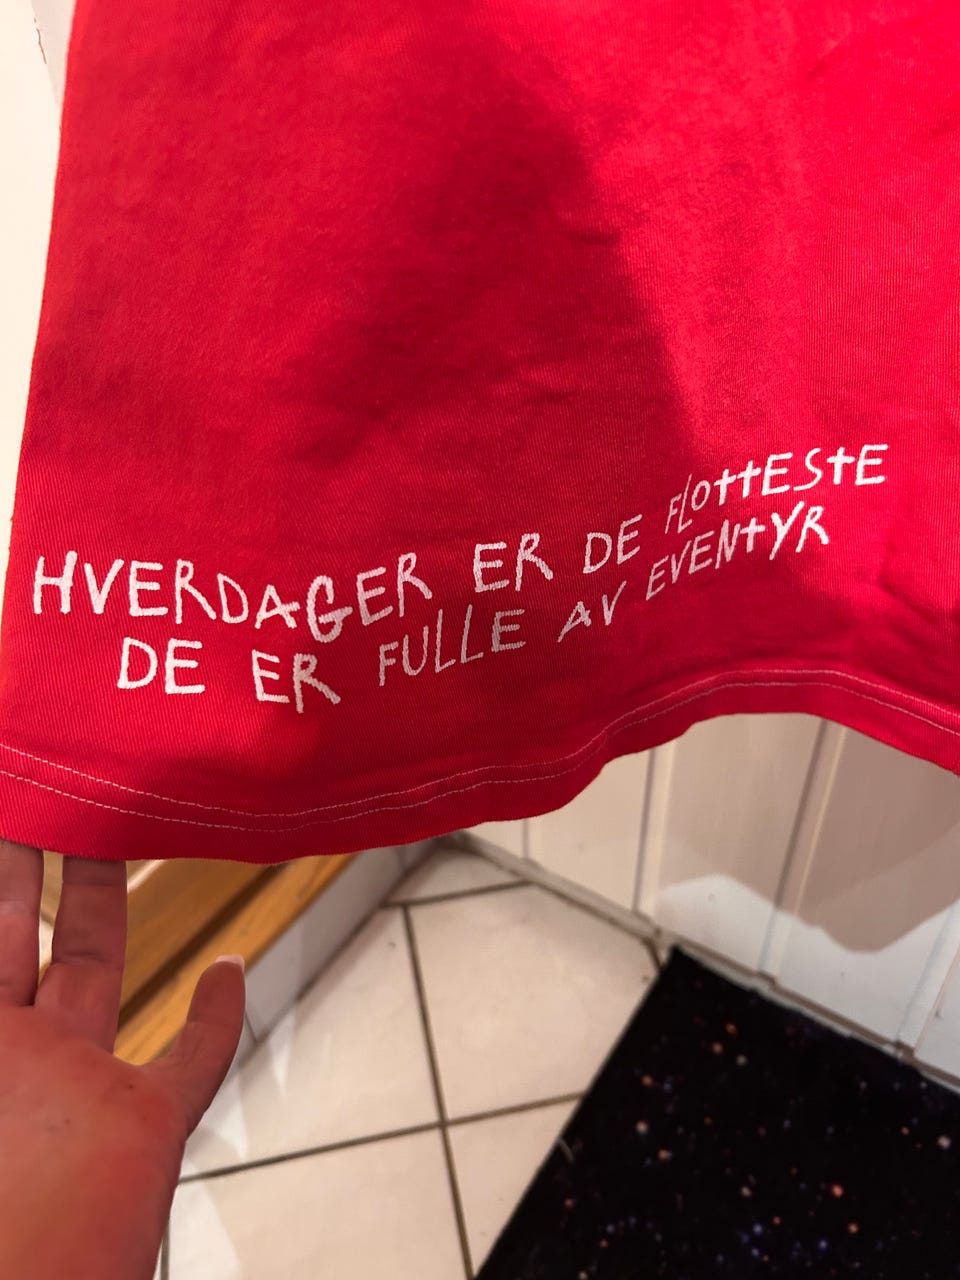 HVERDAGER ER DE FLOTTESTE
DE ER FULLE AV EVENTYR